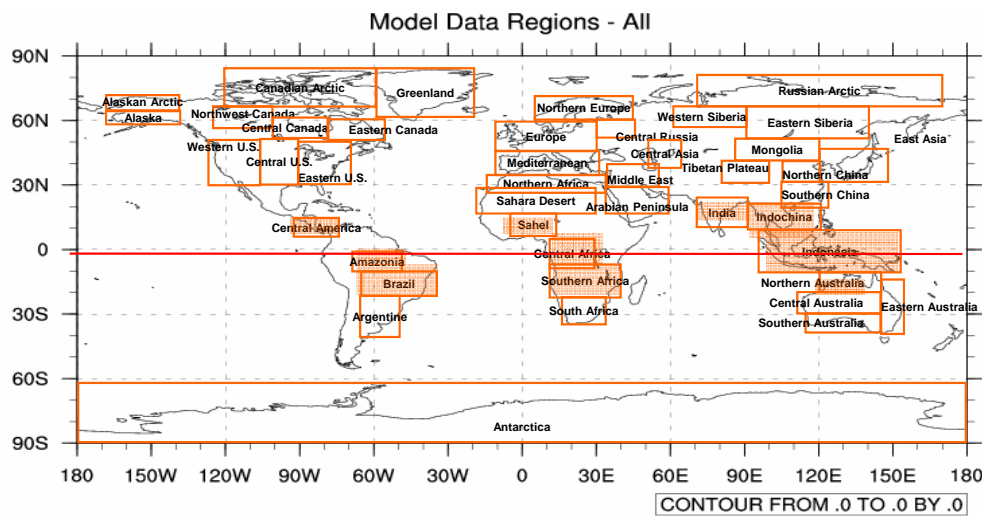 Model Data Regions - All
90N
60N
30N
0
30S
60S
90S
Alaskan Arctic
Alaska
Canadian Arctic
Greenland
Northwest Canada
Central Canada
Eastern Canada
Western U.S.
Central U.S.
Eastern U.S.
Central America
Amazonia
Brazil
Argentine
Northern Europe
Europe
Mediterranean
Northern Africa
Sahara Desert
Sahel
Central Africa
Southern Africa
South Africa
Russian Arctic
Western Siberia
Eastern Siberia
East Asia
Central Russia
Central Asia
Mongolia
Tibetan Plateau
Middle East
Northern China
Southern China
Arabian Peninsula
India
Indochina
Indonesia
Northern Australia
Central Australia
Eastern Australia
Southern Australia
Antarctica
180 150W 120W 90W 60W 30W 0 30E 60E 90E 120E 150E 180
CONTOUR FROM .0 TO .0 BY .0